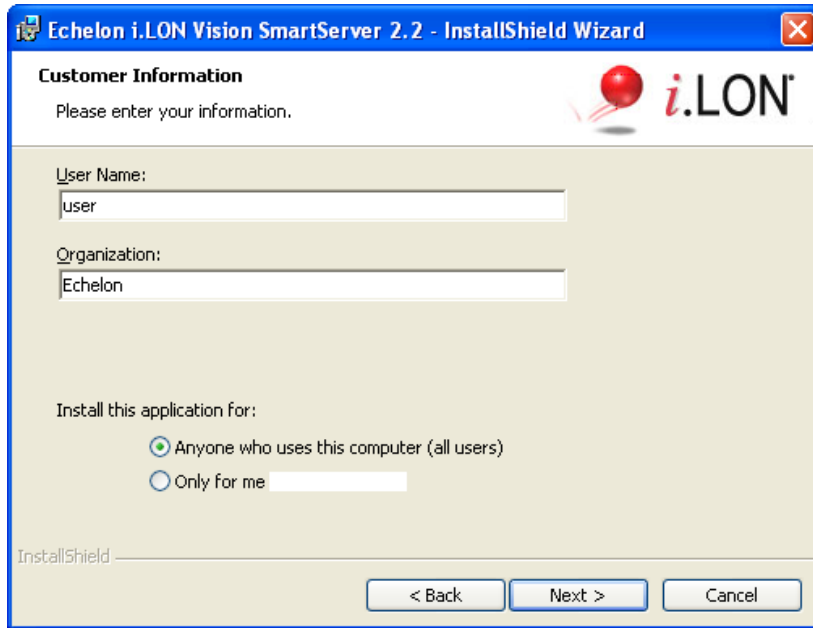 Echelon i.LON Vision SmartServer 2.2 - InstallShield Wizard
Customer Information
Please enter your information.
i.LON
User Name:
user
Organization:
Echelon
Install this application for:
Anyone who uses this computer (all users)
Only for me
InstallShield
< Back
Next >
Cancel